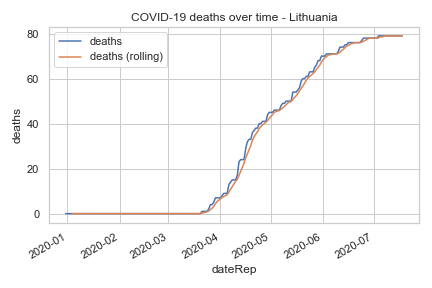 COVID-19 deaths over time - Lithuania
deaths
deaths (rolling)
80
60
40
20
0
deaths
2020-01
2020-02
2020-03
2020-04
2020-05
2020-06
2020-07
dateRep